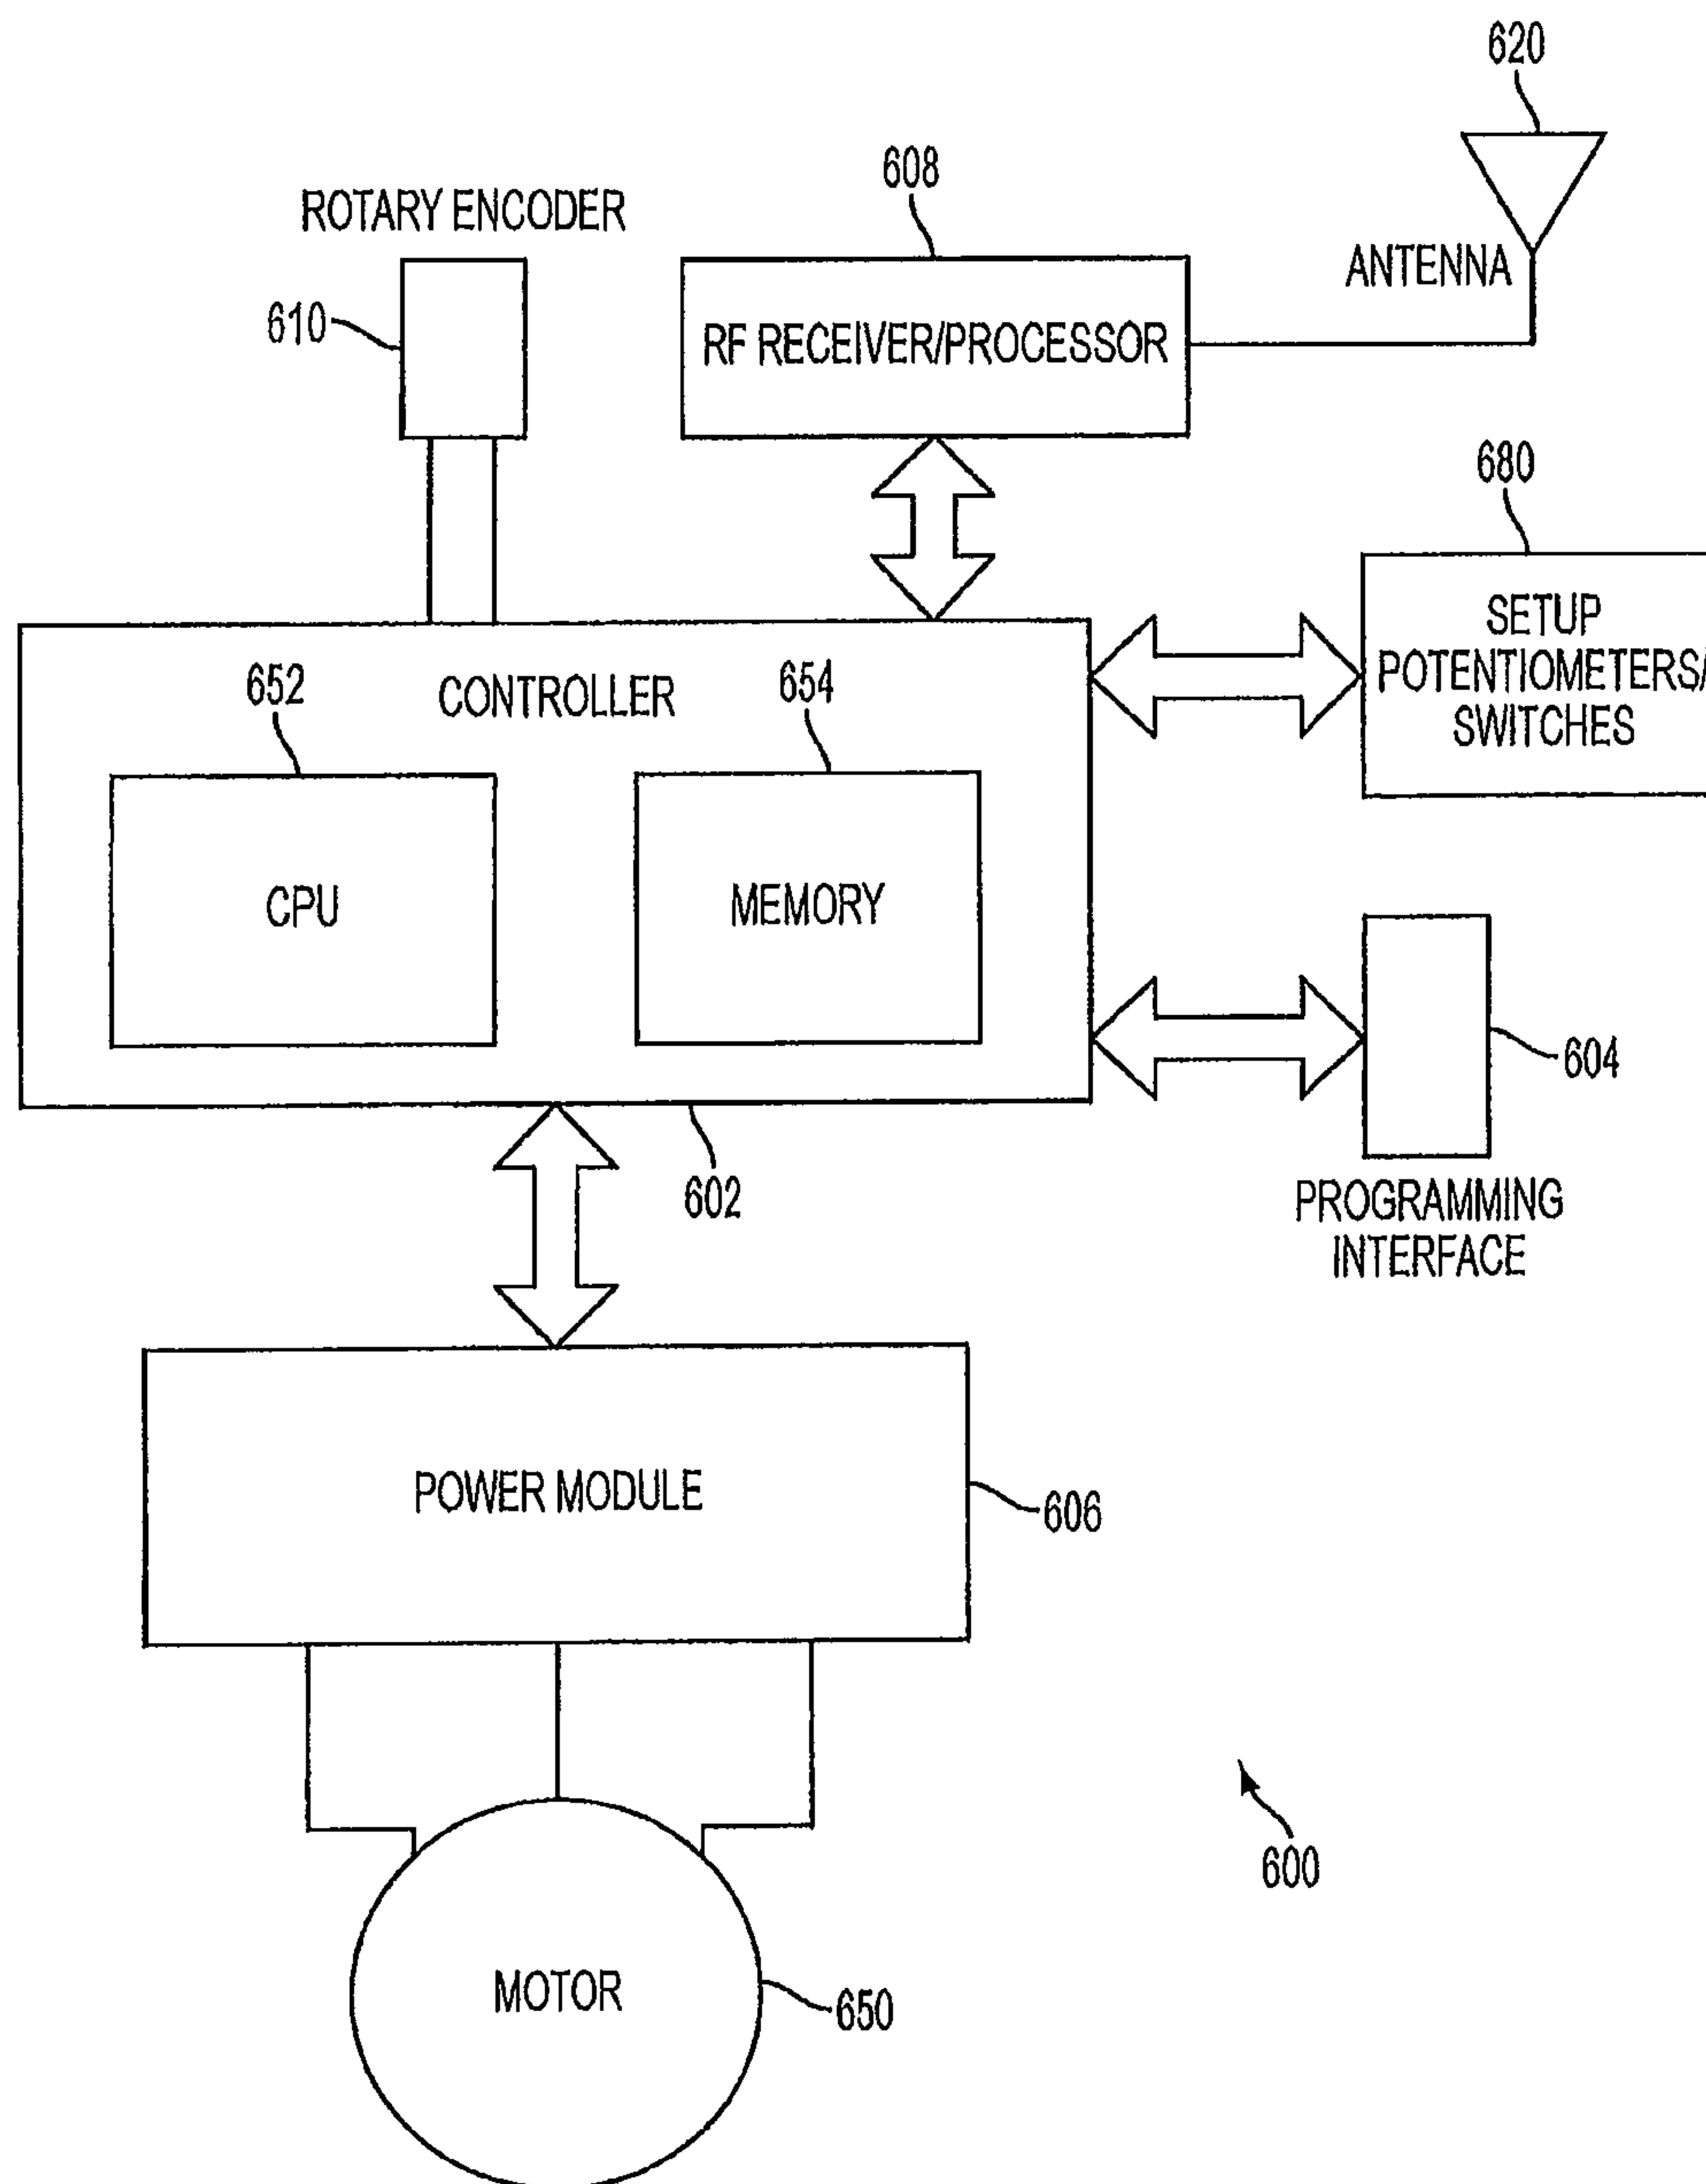 620
608
ROTARY ENCODER
ANTENNA
610
RF RECEIVER/PROCESSOR
680
SETUP
POTENTIOMETERS/
SWITCHES
652
CONTROLLER
654
CPU
MEMORY
604
602
PROGRAMMING
INTERFACE
POWER MODULE
606
600
MOTOR
650